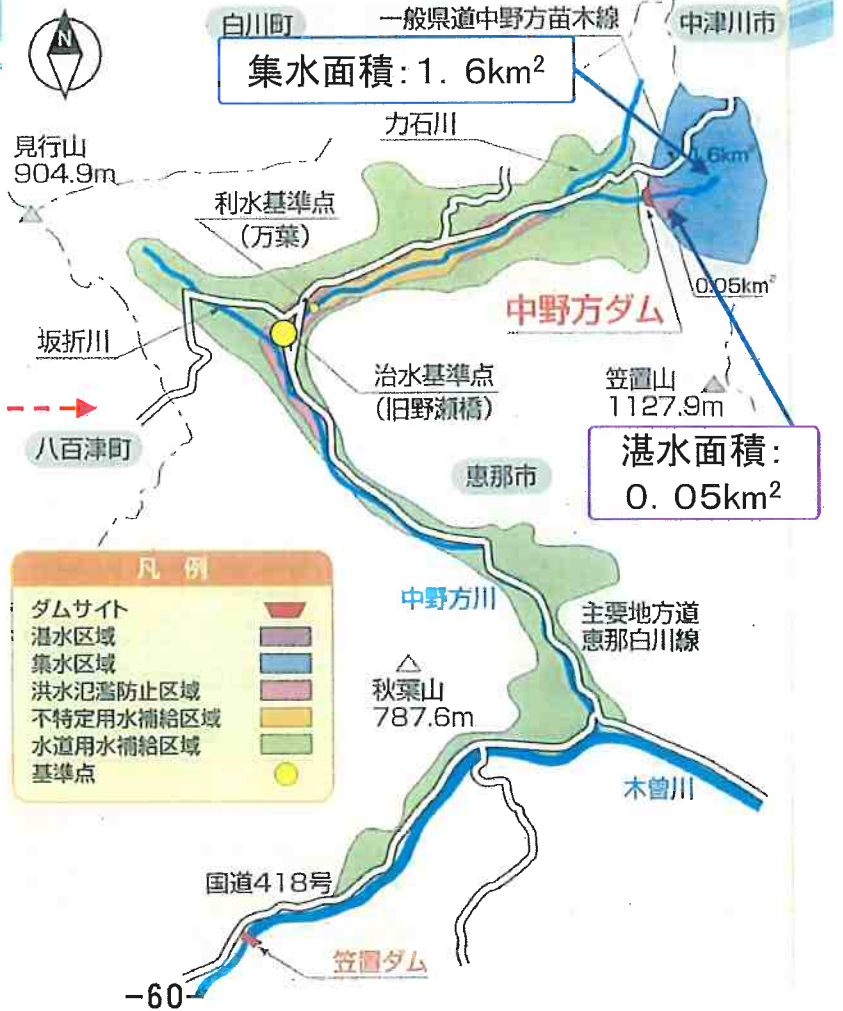 N
白川町
一般県道中野方苗木線
中津川市
集水面積：1．6km²
力石川
見行山
904.9m
利水基準点
（万葉）
0.05km²
中野方ダム
坂折川
治水基準点
（旧野瀬橋）
笠置山
1127.9m
八百津町
恵那市
湛水面積：
0．05km²
凡 例
ダムサイト
湛水区域
集水区域
洪水氾濫防止区域
不特定用水補給区域
水道用水補給区域
基準点
中野方川
主要地方道
恵那白川線
秋葉山
787.6m
木曽川
国道418号
笠置ダム
-60-